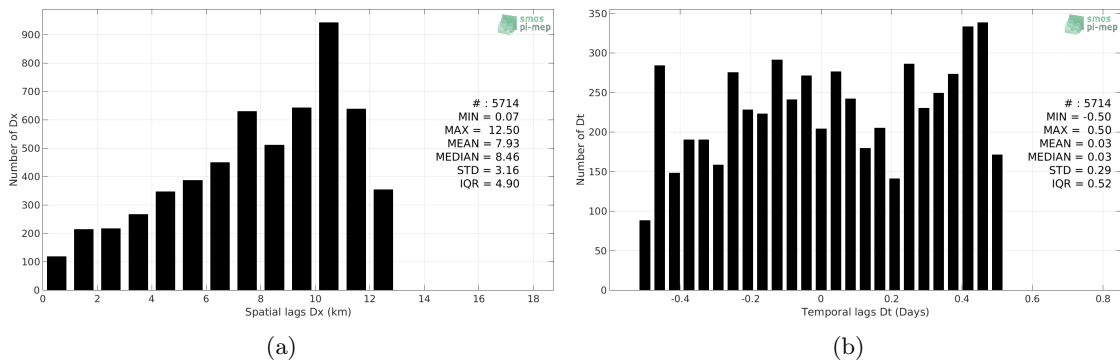 smos
pi-mep
900
800
700
600
500
400
300
200
100
0
Number of Dx
# : 5714
MIN = 0.07
MAX = 12.50
MEAN = 7.93
MEDIAN = 8.46
STD = 3.16
IQR = 4.90
0 2 4 6 8 10 12 14 16 18
Spatial lags Dx (km)
(a)
smos
pi-mep
350
300
250
200
150
100
50
0
Number of Dt
# : 5714
MIN = -0.50
MAX = 0.50
MEAN = 0.03
MEDIAN = 0.03
STD = 0.29
IQR = 0.52
-0.4 -0.2 0 0.2 0.4 0.6 0.8
Temporal lags Dt (Days)
(b)